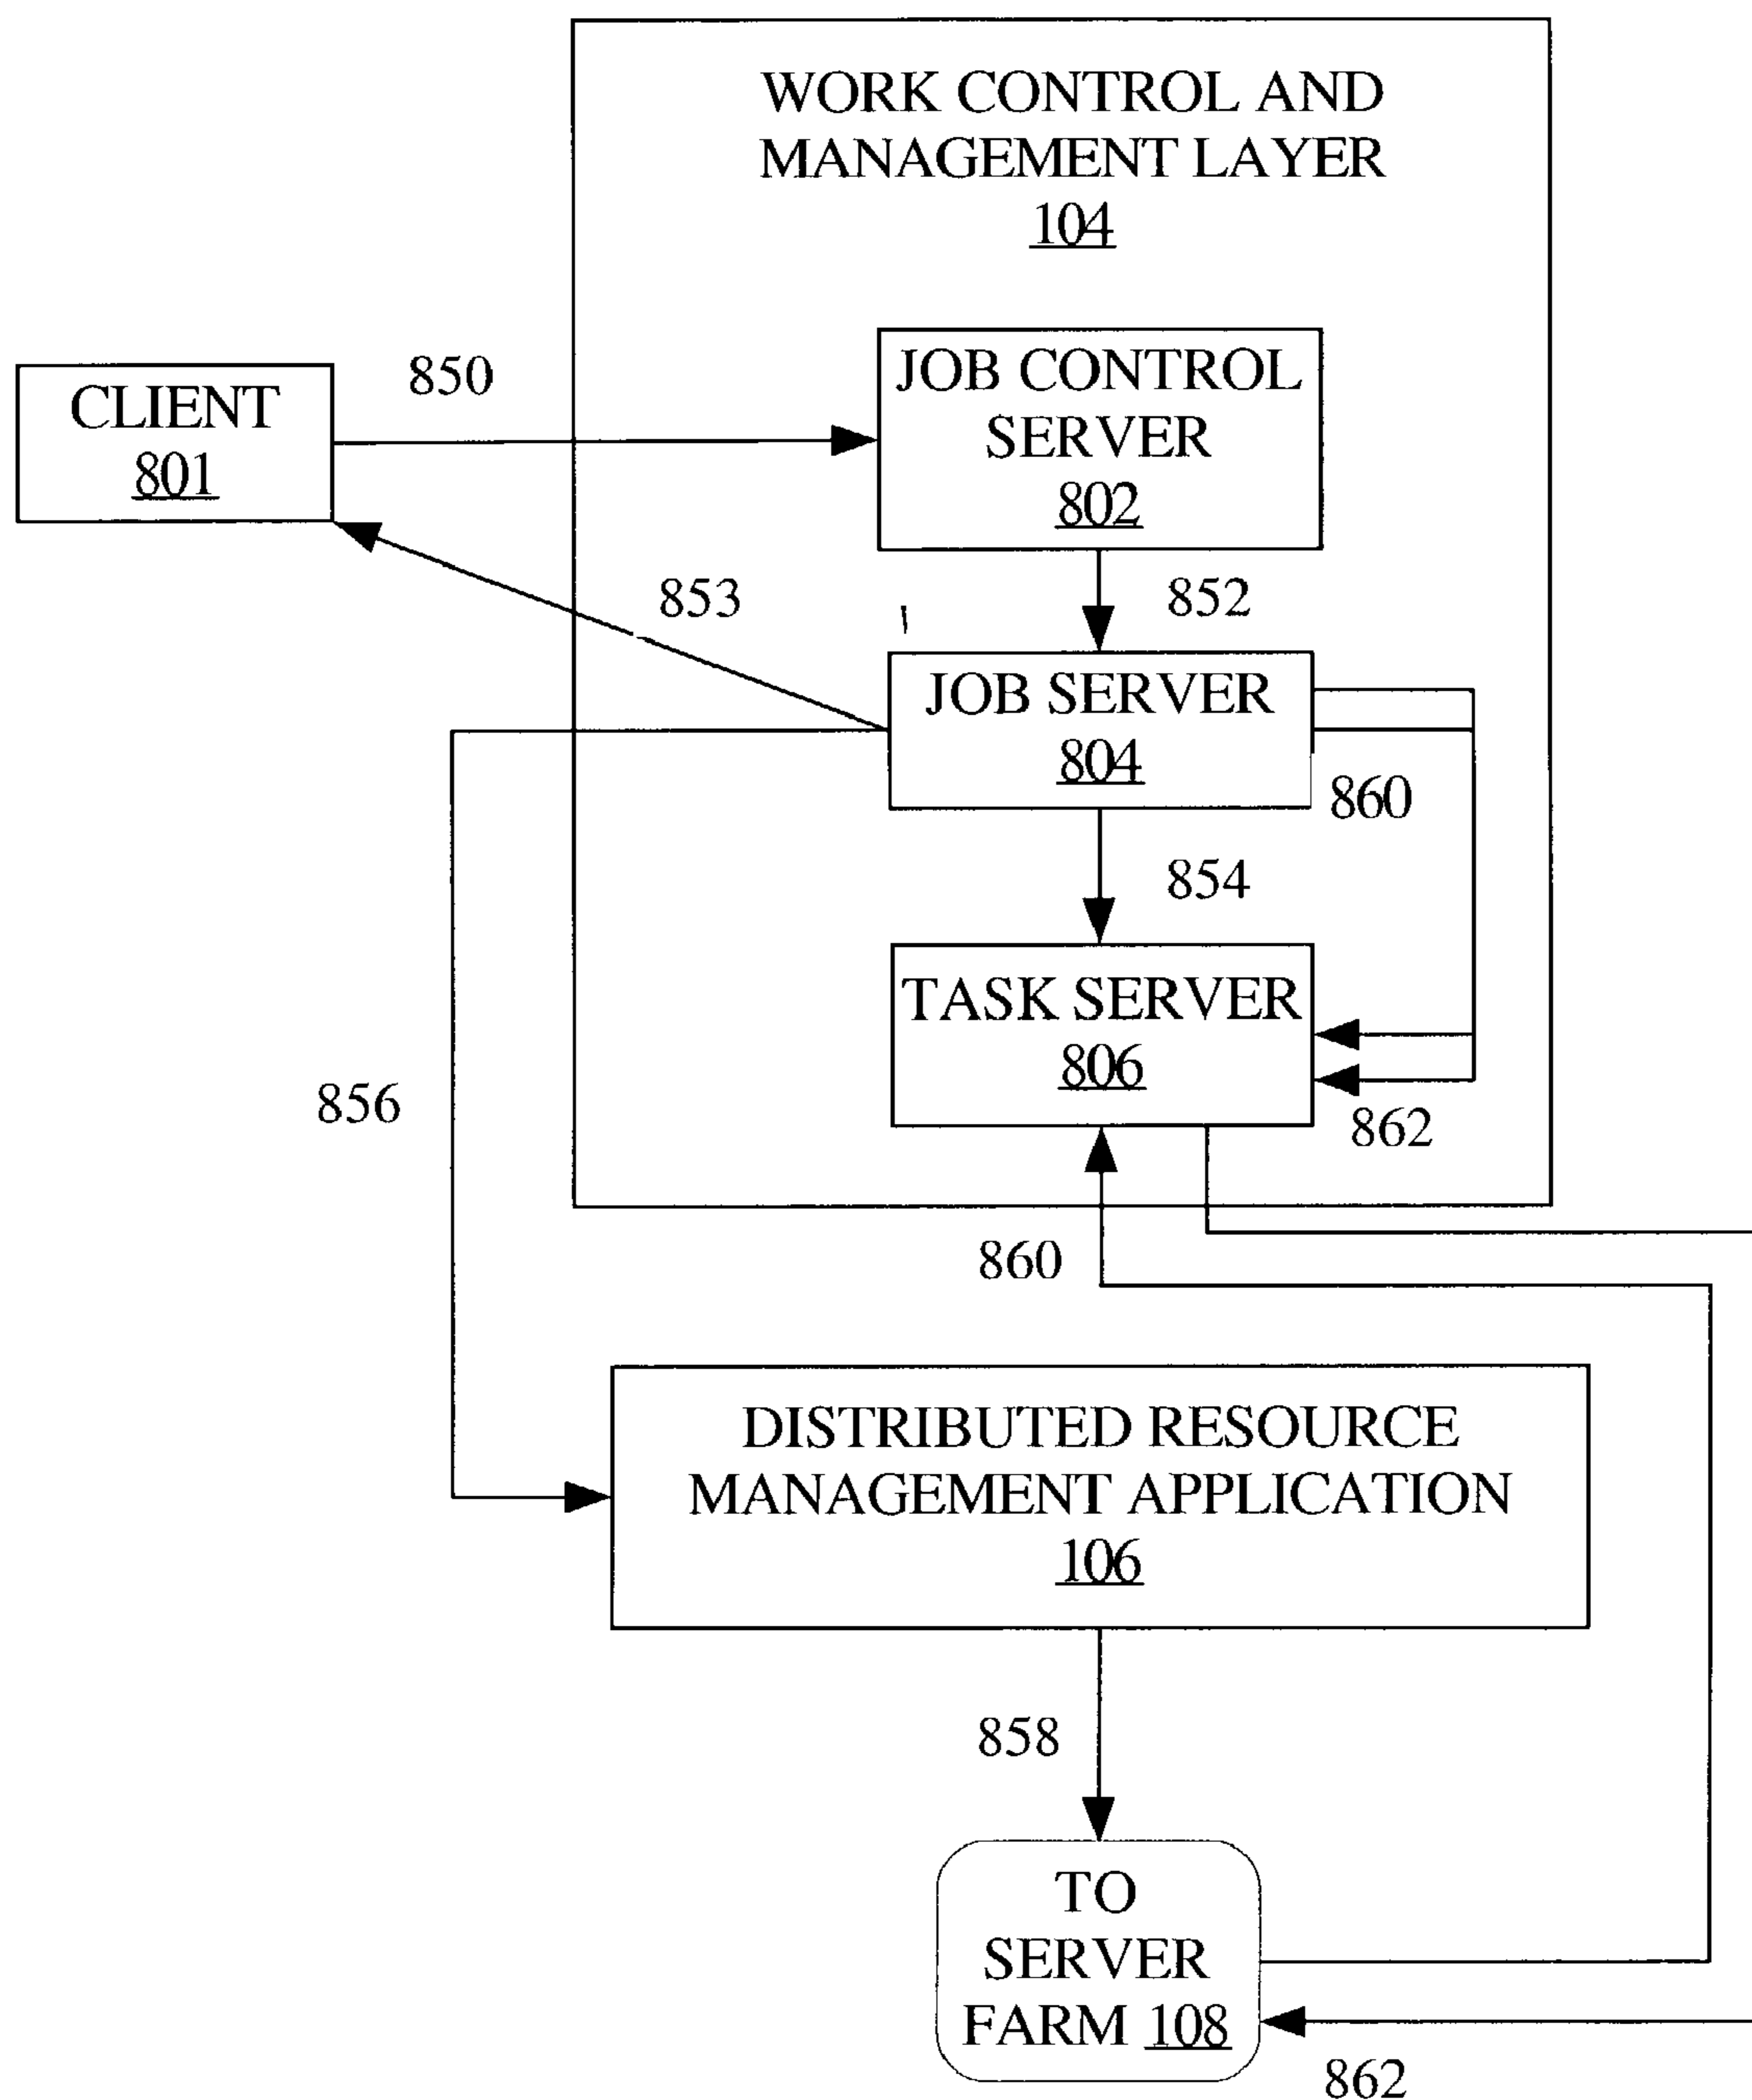 WORK CONTROL AND
MANAGEMENT LAYER
104
CLIENT
801
850
JOB CONTROL
SERVER
802
853
852
JOB SERVER
804
860
854
TASK SERVER
806
862
856
860
DISTRIBUTED RESOURCE
MANAGEMENT APPLICATION
106
858
TO
SERVER
FARM 108
862